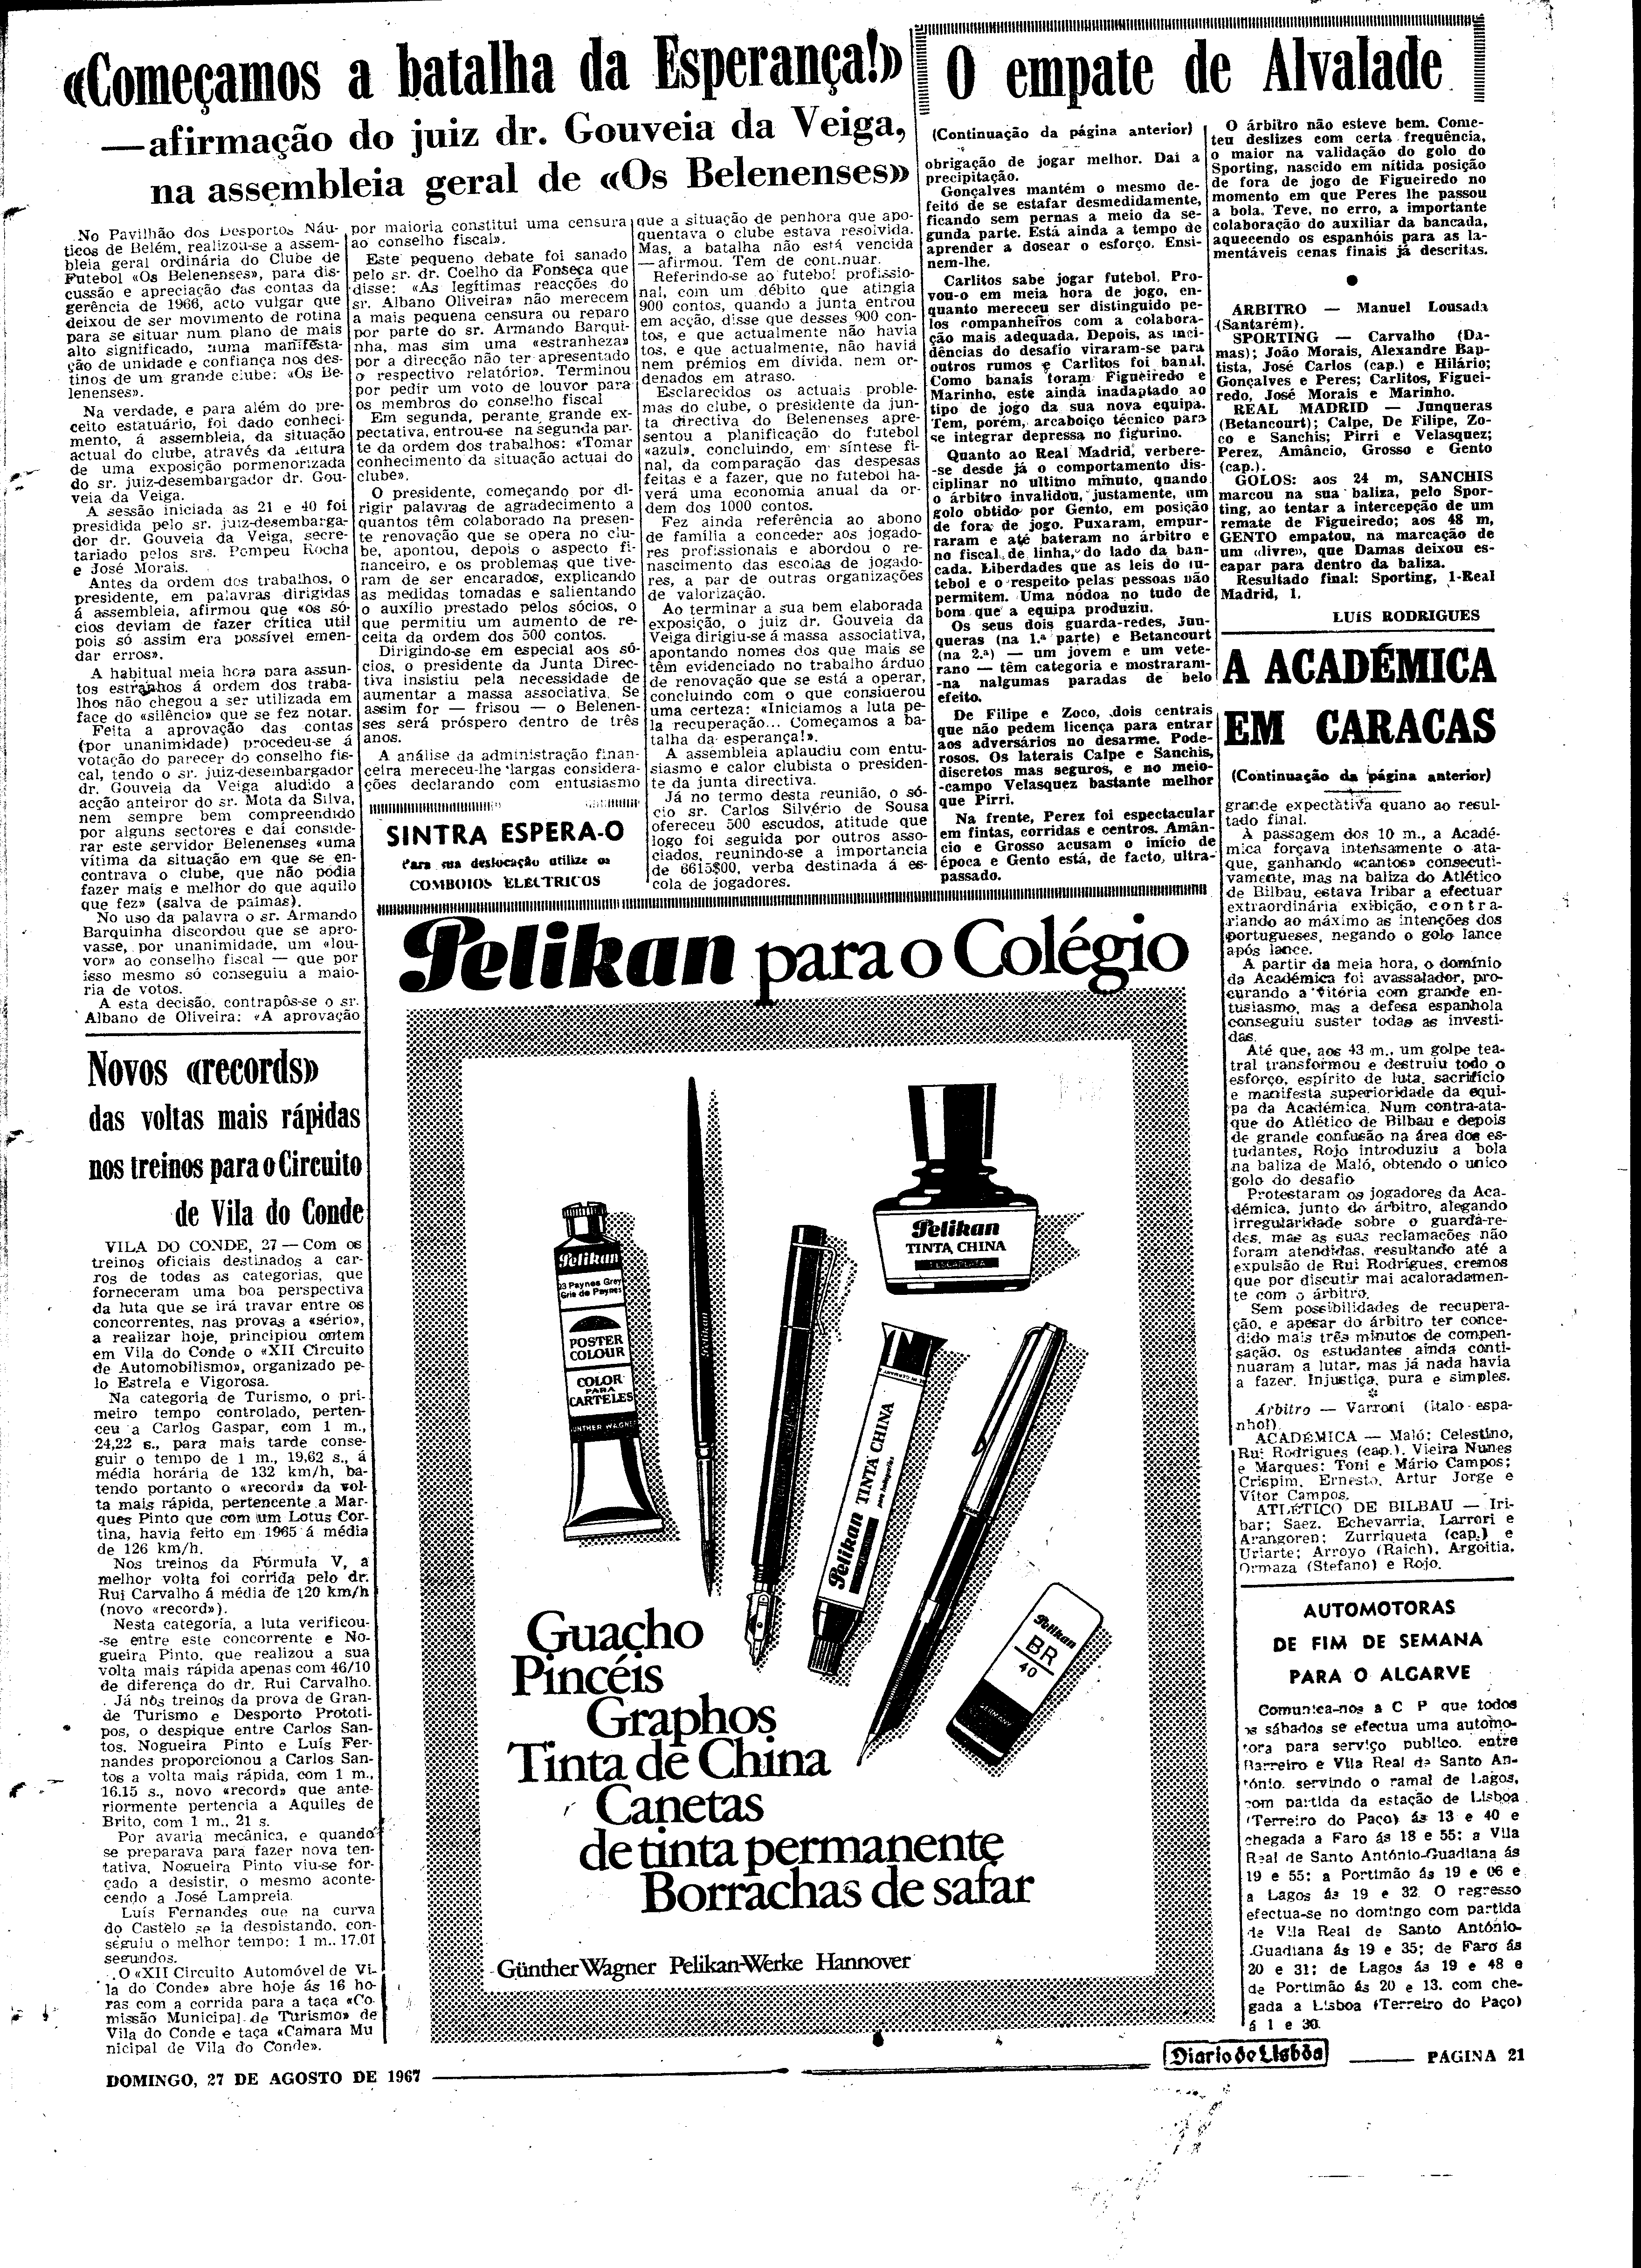 «Começamos a batalha da Esperança!»
—afirmação do juiz dr. Gouveia da Veiga,
na assembleia geral de «Os Belenenses»
No Pavilhão dos Desportos Náu-
ticos de Belém, realizou-se a assem-
bleia geral ordinária do Clube de
Futebol «Os Belenenses», para dis-
cussão e apreciação das contas da
gerência de 1966, acto vulgar que
deixou de ser movimento de rotina
para se situar num plano de mais
alto significado, numa manifesta-
ção de unidade e confiança nos des-
tinos de um grande clube: «Os Be-
lenenses».
Na verdade, e para além do pre-
ceito estatuário, foi dado conheci-
mento, á assembleia, da situação
actual do clube, através da leitura
de uma exposição pormenorizada
do sr. juiz-desembargador dr. Gou-
veia da Veiga.
A sessão iniciada as 21 e 40 foi
presidida pelo sr. juiz-desembarga-
dor dr. Gouveia da Veiga, secre-
tariado pelos srs. Pompeu Rocha
e José Morais.
Antes da ordem dos trabalhos, o
presidente, em palavras dirigidas
á assembleia, afirmou que «os só-
cios deviam de fazer crítica util
pois só assim era possível emen-
dar erros».
A habitual meia hora para assun-
tos estranhos á ordem dos traba-
lhos não chegou a ser utilizada em
face do «silêncio» que se fez notar.
Feita a aprovação das contas
(por unanimidade) procedeu-se á
votação do parecer do conselho fis-
cal, tendo o sr. juiz-desembargador
dr. Gouveia da Veiga aludido a
acção anteiror do sr. Mota da Silva,
nem sempre bem compreendido
por alguns sectores e daí conside-
rar este servidor Belenenses «uma
vítima da situação em que se en-
contrava o clube, que não podia
fazer mais e melhor do que aquilo
que fez» (salva de palmas).
No uso da palavra o sr. Armando
Barquinha discordou que se apro-
vasse, por unanimidade, um «lou-
vor» ao conselho fiscal — que por
isso mesmo só conseguiu a maio-
ria de votos.
A esta decisão, contrapôs-se o sr.
Albano de Oliveira: «A aprovação
por maioria constitui uma censura
ao conselho fiscal».
Este pequeno debate foi sanado
pelo sr. dr. Coelho da Fonseca que
disse: «As legítimas reacções do
sr. Albano Oliveira» não merecem
a mais pequena censura ou reparo
por parte do sr. Armando Barqui-
nha, mas sim uma «estranheza»
por a direcção não ter apresentado
o respectivo relatório». Terminou
por pedir um voto de louvor para
os membros do conselho fiscal
Em segunda, perante grande ex-
pectativa, entrou-se na segunda par-
te da ordem dos trabalhos: «Tomar
conhecimento da situação actual do
clube».
O presidente, começando por di-
rigir palavras de agradecimento a
quantos têm colaborado na presen-
te renovação que se opera no clu-
be, apontou, depois o aspecto fi-
nanceiro, e os problemas que tive-
ram de ser encarados, explicando
as medidas tomadas e salientando
o auxílio prestado pelos sócios, o
que permitiu um aumento de re-
ceita da ordem dos 500 contos.
Dirigindo-se em especial aos só-
cios, o presidente da Junta Direc-
tiva insistiu pela necessidade de
aumentar a massa associativa. Se
assim for — frisou — o Belenen-
ses será próspero dentro de três
anos.
A análise da administração finan-
ceira mereceu-lhe largas considera-
ções declarando com entusiasmo
que a situação de penhora que apo-
quentava o clube estava resolvida.
Mas, a batalha não está vencida
— afirmou. Tem de continuar.
Referindo-se ao futebol profissio-
nal, com um débito que atingia
900 contos, quando a junta entrou
em acção, disse que desses 900 con-
tos, e que actualmente não havia
tos, e que actualmente, não havia
nem prémios em dívida, nem or-
denados em atraso.
Esclarecidos os actuais proble-
mas do clube, o presidente da jun-
ta directiva do Belenenses apre-
sentou a planificação do futebol
«azul», concluindo, em síntese fi-
nal, da comparação das despesas
feitas e a fazer, que no futebol ha-
verá uma economia anual da or-
dem dos 1000 contos.
Fez ainda referência ao abono
de família a conceder aos jogado-
res profissionais e abordou o re-
nascimento das escolas de jogado-
res, a par de outras organizações
de valorização.
Ao terminar a sua bem elaborada
exposição, o juiz dr. Gouveia da
Veiga dirigiu-se á massa associativa,
apontando nomes dos que mais se
têm evidenciado no trabalho árduo
de renovação que se está a operar,
concluindo com o que considerou
uma certeza: «Iniciamos a luta pe-
la recuperação... Começamos a ba-
talha da esperança!».
A assembleia aplaudiu com entu-
siasmo e calor clubista o presiden-
te da junta directiva.
Já no termo desta reunião, o só-
cio sr. Carlos Silvério de Sousa
ofereceu 500 escudos, atitude que
logo foi seguida por outros asso-
ciados, reunindo-se a importancia
de 6615$00, verba destinada á es-
cola de jogadores.
SINTRA ESPERA-O
Para sua deslocação utilize os
COMBOIOS ELECTRICOS
O empate de Alvalade
(Continuação da página anterior)
obrigação de jogar melhor. Daí a
precipitação.
Gonçalves mantém o mesmo de-
feito de se estafar desmedidamente,
ficando sem pernas a meio da se-
gunda parte. Está ainda a tempo de
aprender a dosear o esforço. Ensi-
nem-lhe.
Carlitos sabe jogar futebol. Pro-
vou-o em meia hora de jogo, en-
quanto mereceu ser distinguido pe-
los companheiros com a colabora-
ção mais adequada. Depois, as inci-
dências do desafio viraram-se para
outros rumos e Carlitos foi banal.
Como banais foram Figueiredo e
Marinho, este ainda inadaptado ao
tipo de jogo da sua nova equipa.
Tem, porém, arcaboiço técnico para
se integrar depressa no figurino.
Quanto ao Real Madrid, verbere-
-se desde já o comportamento dis-
ciplinar no ultimo minuto, quando
o árbitro invalidou, justamente, um
golo obtido por Gento, em posição
de fora de jogo. Puxaram, empur-
raram e até bateram no árbitro e
no fiscal de linha, do lado da ban-
cada. Liberdades que as leis do fu-
tebol e o respeito pelas pessoas não
permitem. Uma nódoa no tudo de
bom que a equipa produziu.
Os seus dois guarda-redes, Jun-
queras (na 1.ª parte) e Betancourt
(na 2.ª) — um jovem e um vete-
rano — têm categoria e mostraram-
-na nalgumas paradas de belo
efeito.
De Filipe e Zoco, dois centrais
que não pedem licença para entrar
aos adversários no desarme. Pode-
rosos. Os laterais Calpe e Sanchis,
discretos mas seguros, e no meio-
-campo Velasquez bastante melhor
que Pirri.
Na frente, Perez foi espectacular
em fintas, corridas e centros. Amân-
cio e Grosso acusam o início de
época e Gento está, de facto, ultra-
passado.
O árbitro não esteve bem. Come-
teu deslizes com certa frequência,
o maior na validação do golo do
Sporting, nascido em nítida posição
de fora de jogo de Figueiredo no
momento em que Peres lhe passou
a bola. Teve, no erro, a importante
colaboração do auxiliar da bancada,
aquecendo os espanhóis para as la-
mentáveis cenas finais já descritas.
ÁRBITRO — Manuel Lousada
(Santarém).
SPORTING — Carvalho (Da-
mas); João Morais, Alexandre Bap-
tista, José Carlos (cap.) e Hilário;
Gonçalves e Peres; Carlitos, Figuei-
redo, José Morais e Marinho.
REAL MADRID — Junqueras
(Betancourt); Calpe, De Filipe, Zo-
co e Sanchis; Pirri e Velasquez;
Perez, Amâncio, Grosso e Gento
(cap.).
GOLOS: aos 24 m, SANCHIS
marcou na sua baliza, pelo Spor-
ting, ao tentar a intercepção de um
remate de Figueiredo; aos 48 m,
GENTO empatou, na marcação de
um «livre», que Damas deixou es-
capar para dentro da baliza.
Resultado final: Sporting, 1-Real
Madrid, 1.
LUÍS RODRIGUES
A ACADÉMICA
EM CARACAS
(Continuação da página anterior)
grande expectativa quano ao resul-
tado final.
À passagem dos 10 m., a Acadé-
mica forçava intensamente o ata-
que, ganhando «cantos» consecuti-
vamente, mas na baliza do Atlético
de Bilbau, estava Iribar a efectuar
extraordinária exibição, contra-
riando ao máximo as intenções dos
portugueses, negando o golo lance
após lance.
A partir da meia hora, o domínio
da Académica foi avassalador, pro-
curando a vitória com grande en-
tusiasmo, mas a defesa espanhola
conseguiu suster todas as investi-
das.
Até que, aos 43 m., um golpe tea-
tral transformou e destruiu todo o
esforço, espírito de luta, sacrifício
e manifesta superioridade da equi-
pa da Académica. Num contra-ata-
que do Atlético de Bilbau e depois
de grande confusão na área dos es-
tudantes, Rojo introduziu a bola
na baliza de Maló, obtendo o unico
golo do desafio
Protestaram os jogadores da Aca-
démica, junto do árbitro, alegando
irregularidade sobre o guarda-re-
des, mas as suas reclamações não
foram atendidas, resultando até a
expulsão de Rui Rodrigues, cremos
que por discutir mai acaloradamen-
te com o árbitro.
Sem possibilidades de recupera-
ção, e apesar do árbitro ter conce-
dido mais três minutos de compen-
sação, os estudantes ainda conti-
nuaram a lutar, mas já nada havia
a fazer. Injustiça, pura e simples.
*
Árbitro — Varroni (italo-espa-
nhol).
ACADÉMICA — Maló; Celestino,
Rui Rodrigues (cap.), Vieira Nunes
e Marques; Toni e Mário Campos;
Crispim, Ernesto, Artur Jorge e
Vítor Campos.
ATLÉTICO DE BILBAU — Iri-
bar; Saez, Echevarria, Larrori e
Arangoren; Zurriqueta (cap.) e
Uriarte; Arroyo (Raich), Argoitia,
Ormaza (Stefano) e Rojo.
AUTOMOTORAS
DE FIM DE SEMANA
PARA O ALGARVE
Comunica-nos a C P que todos
os sábados se efectua uma automo-
tora para serviço publico, entre
Barreiro e Vila Real de Santo An-
tónio, servindo o ramal de Lagos,
com partida da estação de Lisboa
(Terreiro do Paço) ás 13 e 40 e
chegada a Faro ás 18 e 55; a Vila
Real de Santo António-Guadiana ás
19 e 55; a Portimão ás 19 e 06 e
a Lagos ás 19 e 32. O regresso
efectua-se no domingo com partida
de Vila Real de Santo António-
Guadiana ás 19 e 35; de Faro ás
20 e 31; de Lagos ás 19 e 48 e
de Portimão ás 20 e 13. com che-
gada a Lisboa (Terreiro do Paço)
á 1 e 30.
Novos «records»
das voltas mais rápidas
nos treinos para o Circuito
de Vila do Conde
VILA DO CONDE, 27 — Com os
treinos oficiais destinados a car-
ros de todas as categorias, que
forneceram uma boa perspectiva
da luta que se irá travar entre os
concorrentes, nas provas a «sério»,
a realizar hoje, principiou ontem
em Vila do Conde o «XII Circuito
de Automobilismo», organizado pe-
lo Estrela e Vigorosa.
Na categoria de Turismo, o pri-
meiro tempo controlado, perten-
ceu a Carlos Gaspar, com 1 m.,
24,22 s., para mais tarde conse-
guir o tempo de 1 m., 19,62 s., á
média horária de 132 km/h, ba-
tendo portanto o «record» da vol-
ta mais rápida, pertencente a Mar-
ques Pinto que com um Lotus Cor-
tina, havia feito em 1965 á média
de 126 km/h.
Nos treinos da Fórmula V, a
melhor volta foi corrida pelo dr.
Rui Carvalho á média de 120 km/h
(novo «record»).
Nesta categoria, a luta verificou-
-se entre este concorrente e No-
gueira Pinto, que realizou a sua
volta mais rápida apenas com 46/10
de diferença do dr. Rui Carvalho.
Já nos treinos da prova de Gran-
de Turismo e Desporto Prototi-
pos, o despique entre Carlos San-
tos, Nogueira Pinto e Luís Fer-
nandes proporcionou a Carlos San-
tos a volta mais rápida, com 1 m.,
16.15 s., novo «record» que ante-
riormente pertencia a Aquiles de
Brito, com 1 m., 21 s.
Por avaria mecânica, e quando
se preparava para fazer nova ten-
tativa, Nogueira Pinto viu-se for-
çado a desistir, o mesmo aconte-
cendo a José Lampreia.
Luís Fernandes que na curva
do Castelo se ia despistando, con-
seguiu o melhor tempo: 1 m., 17,01
segundos.
O «XII Circuito Automóvel de Vi-
la do Conde» abre hoje ás 16 ho-
ras com a corrida para a taça «Co-
missão Municipal de Turismo» de
Vila do Conde e taça «Camara Mu
nicipal de Vila do Conde».
Pelikan para o Colégio
Pelikan
Paynes Grey
Gris de Paynes
POSTER
COLOUR
COLOR
PARA
CARTELES
GUNTHER WAGNER
Pelikan
Pelikan
TINTA CHINA
Pelikan TINTA CHINA
Pelikan
BR
40
GERMANY
Guacho
Pincéis
Graphos
Tinta de China
Canetas
de tinta permanente
Borrachas de safar
Günther Wagner Pelikan-Werke Hannover
DOMINGO, 27 DE AGOSTO DE 1967
Diario de Lisboa
PÁGINA 21